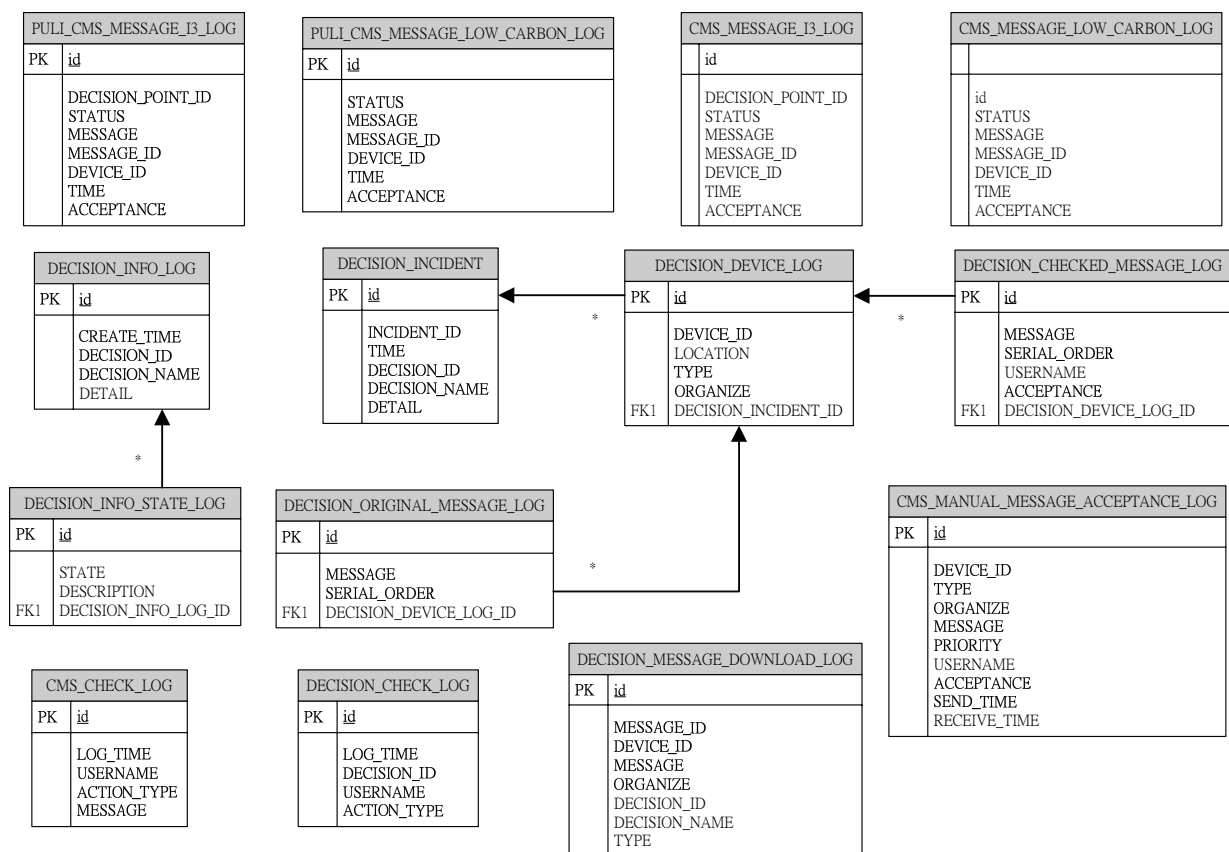 PULI_CMS_MESSAGE_I3_LOG
PK id
DECISION_POINT_ID
STATUS
MESSAGE
MESSAGE_ID
DEVICE_ID
TIME
ACCEPTANCE
PULI_CMS_MESSAGE_LOW_CARBON_LOG
PK id
STATUS
MESSAGE
MESSAGE_ID
DEVICE_ID
TIME
ACCEPTANCE
CMS_MESSAGE_I3_LOG
id
DECISION_POINT_ID
STATUS
MESSAGE
MESSAGE_ID
DEVICE_ID
TIME
ACCEPTANCE
CMS_MESSAGE_LOW_CARBON_LOG
id
STATUS
MESSAGE
MESSAGE_ID
DEVICE_ID
TIME
ACCEPTANCE
DECISION_INFO_LOG
PK id
CREATE_TIME
DECISION_ID
DECISION_NAME
DETAIL
DECISION_INCIDENT
PK id
INCIDENT_ID
TIME
DECISION_ID
DECISION_NAME
DETAIL
*
DECISION_DEVICE_LOG
PK id
DEVICE_ID
LOCATION
TYPE
ORGANIZE
FK1 DECISION_INCIDENT_ID
*
DECISION_CHECKED_MESSAGE_LOG
PK id
MESSAGE
SERIAL_ORDER
USERNAME
ACCEPTANCE
FK1 DECISION_DEVICE_LOG_ID
*
DECISION_INFO_STATE_LOG
PK id
STATE
DESCRIPTION
FK1 DECISION_INFO_LOG_ID
DECISION_ORIGINAL_MESSAGE_LOG
PK id
MESSAGE
SERIAL_ORDER
FK1 DECISION_DEVICE_LOG_ID
*
CMS_MANUAL_MESSAGE_ACCEPTANCE_LOG
PK id
DEVICE_ID
TYPE
ORGANIZE
MESSAGE
PRIORITY
USERNAME
ACCEPTANCE
SEND_TIME
RECEIVE_TIME
CMS_CHECK_LOG
PK id
LOG_TIME
USERNAME
ACTION_TYPE
MESSAGE
DECISION_CHECK_LOG
PK id
LOG_TIME
DECISION_ID
USERNAME
ACTION_TYPE
DECISION_MESSAGE_DOWNLOAD_LOG
PK id
MESSAGE_ID
DEVICE_ID
MESSAGE
ORGANIZE
DECISION_ID
DECISION_NAME
TYPE